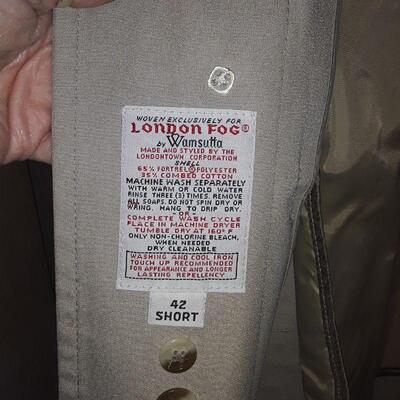 WOVEN EXCLUSIVELY FOR
LONDON FOG®
by Wamsutta
MADE AND STYLED BY THE
LONDONTOWN CORPORATION
SHELL
65% FORTREL® POLYESTER
35% COMBED COTTON
MACHINE WASH SEPARATELY
WITH WARM OR COLD WATER
RINSE THREE (3) TIMES. REMOVE
ALL SOAPS. DO NOT SPIN DRY OR
WRING. HANG TO DRIP DRY.
-OR-
COMPLETE WASH CYCLE
PLACE IN MACHINE DRYER
TUMBLE DRY AT 160° F
ONLY NON-CHLORINE BLEACH,
WHEN NEEDED
DRY CLEANABLE
WASHING AND COOL IRON
TOUCH UP RECOMMENDED
FOR APPEARANCE AND LONGER
LASTING REPELLENCY
42
SHORT